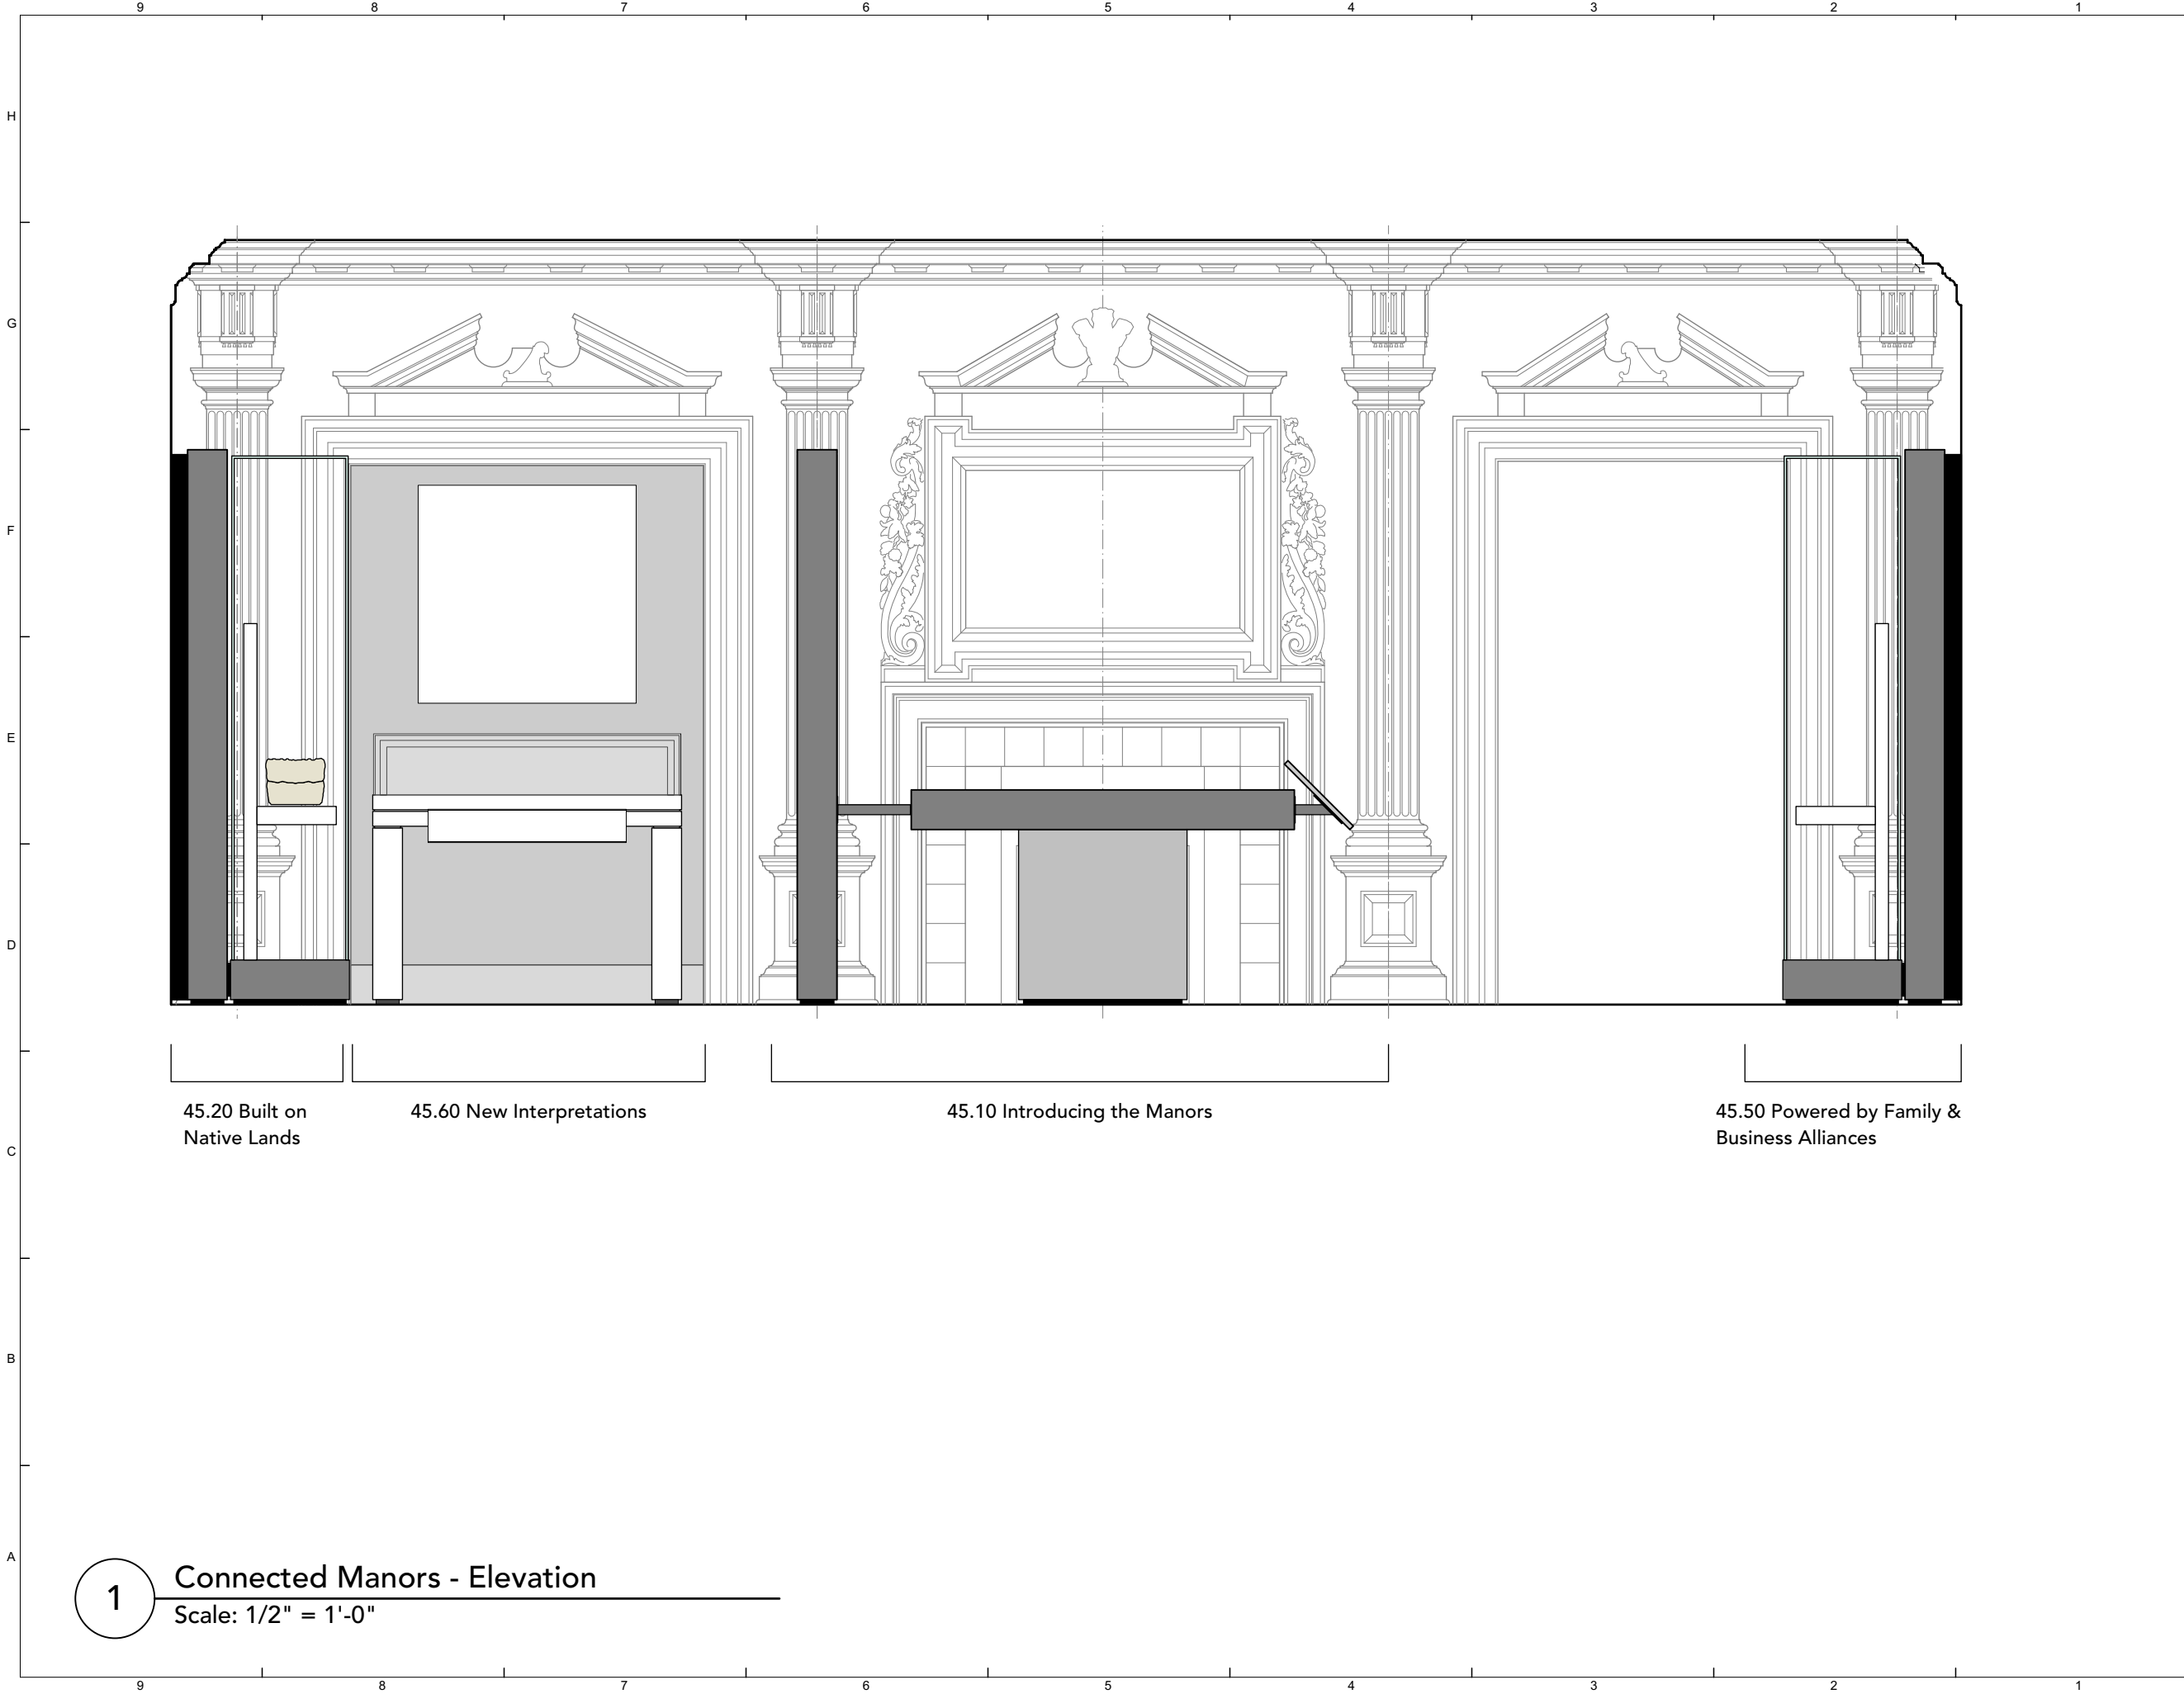 9 8 7 6 5 4 3 2 1
H
G
F
E
D
45.20 Built on
Native Lands
45.60 New Interpretations
45.10 Introducing the Manors
45.50 Powered by Family &
Business Alliances
C
B
A
1
Connected Manors - Elevation
Scale: 1/2" = 1'-0"
9 8 7 6 5 4 3 2 1